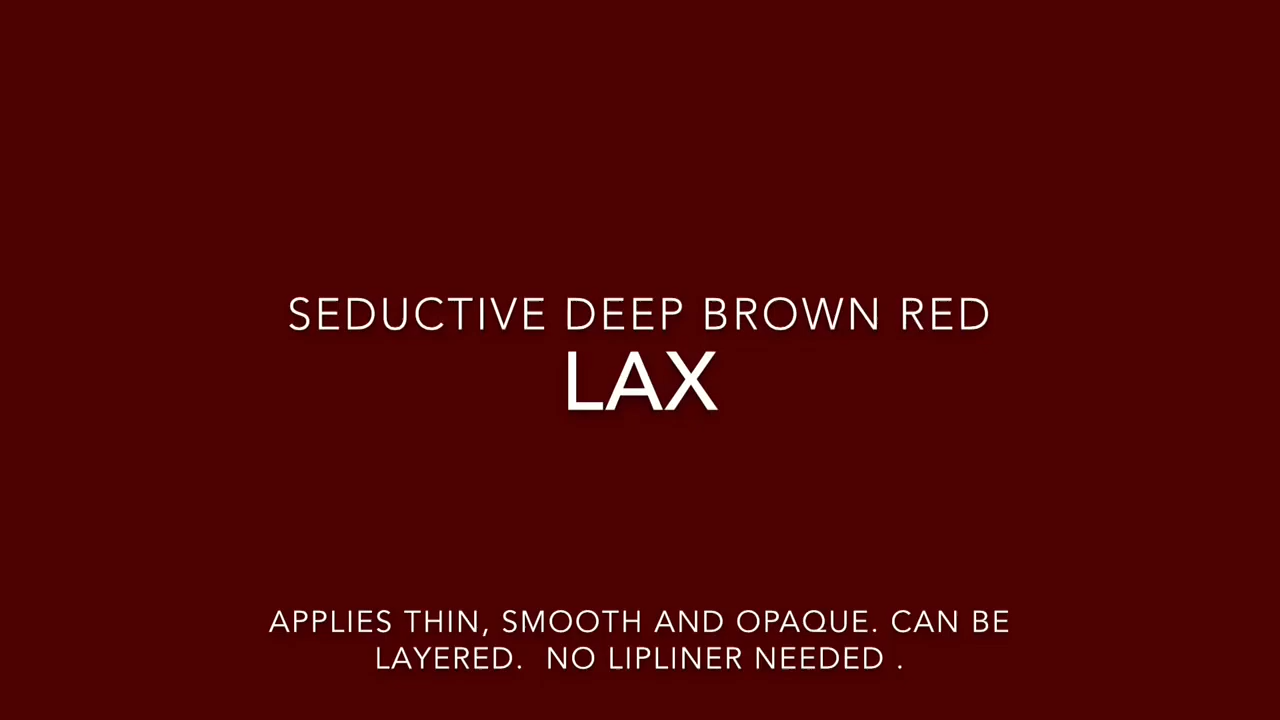 SEDUCTIVE DEEP BROWN RED
LAX
APPLIES THIN, SMOOTH AND OPAQUE. CAN BE
LAYERED.  NO LIPLINER NEEDED .